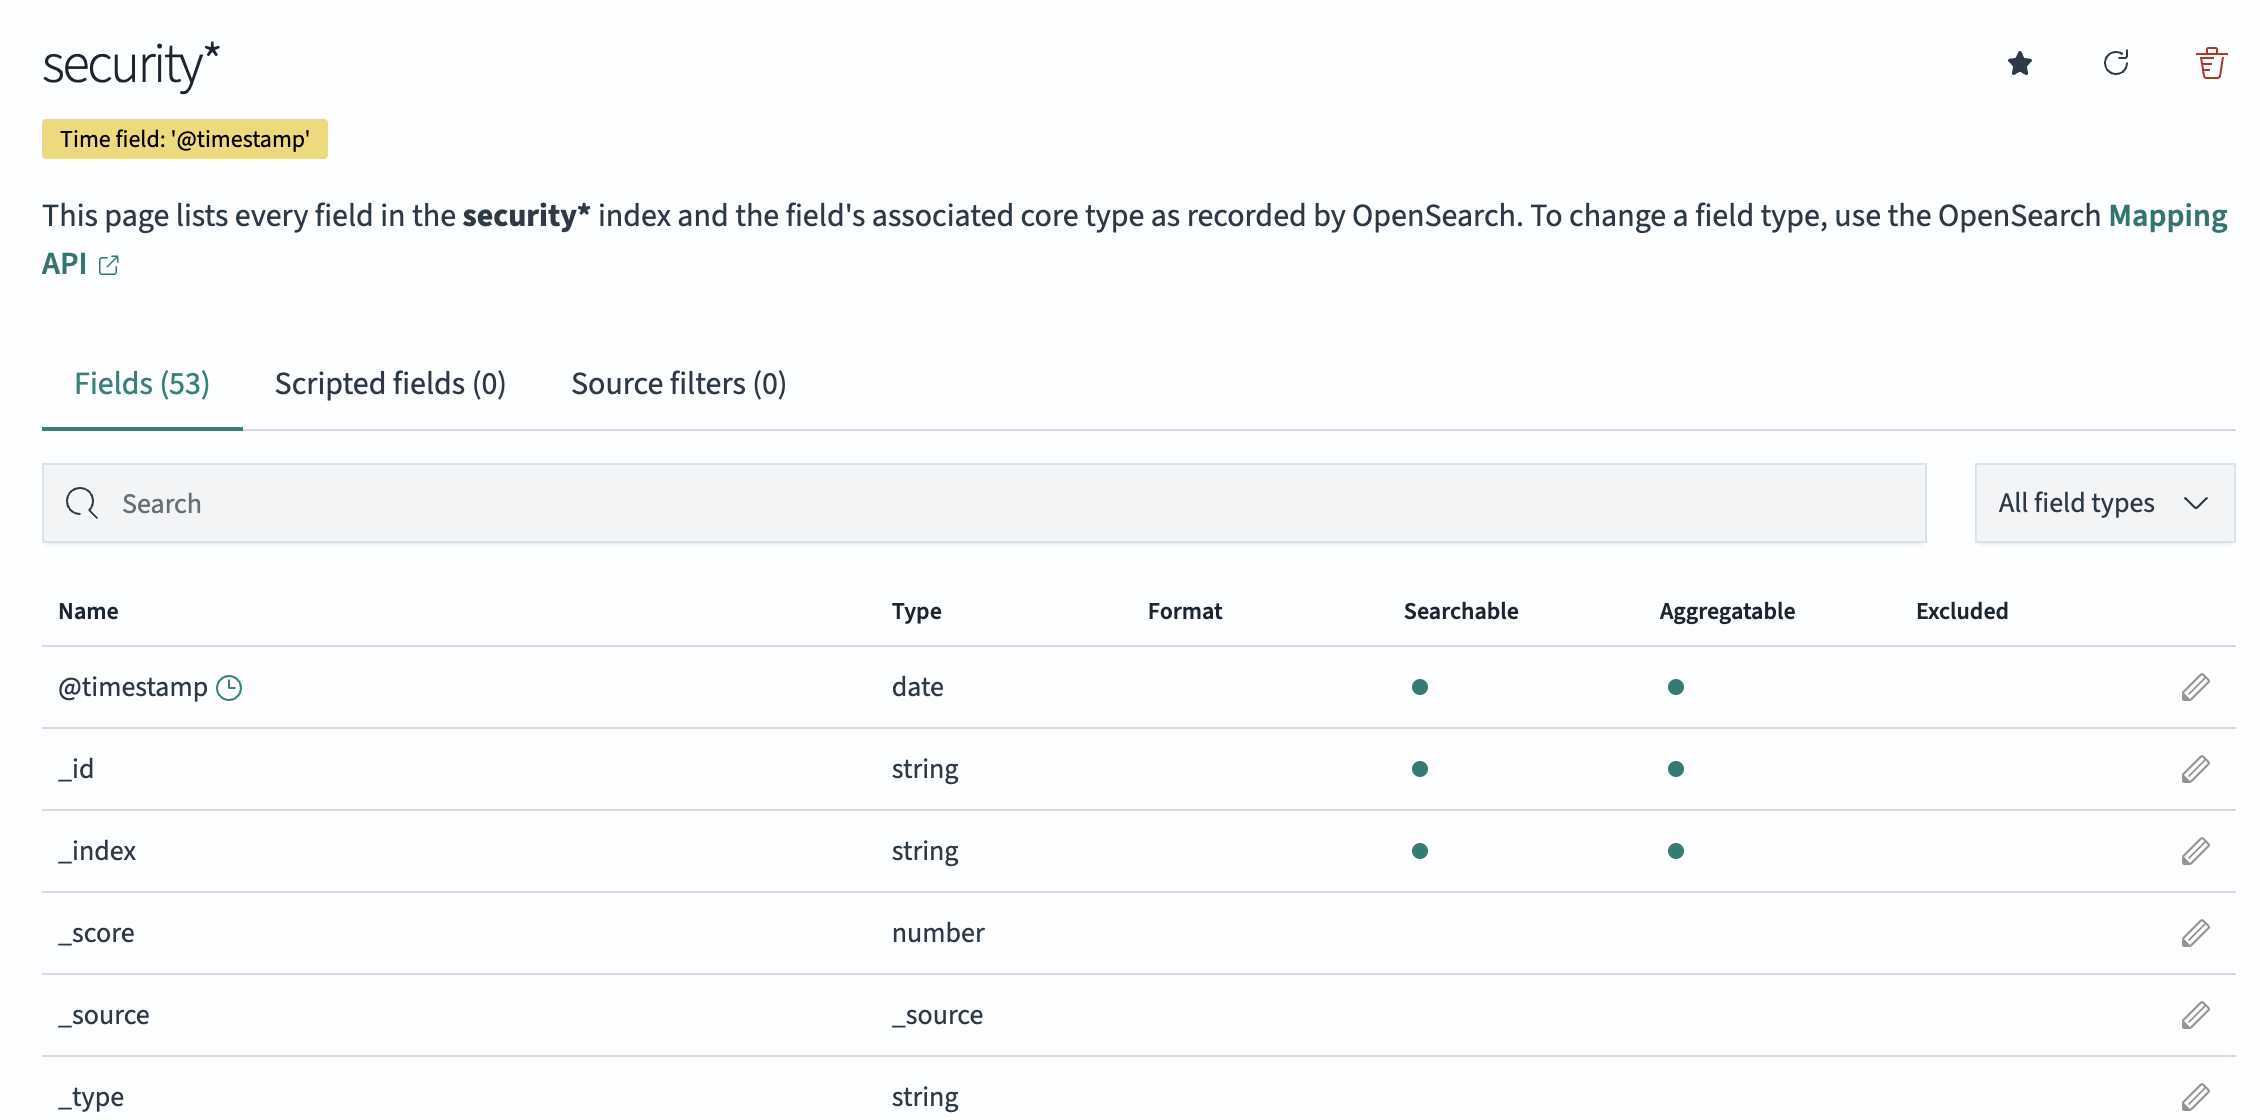 security*
Time field: '@timestamp'
This page lists every field in the security* index and the field's associated core type as recorded by OpenSearch. To change a field type, use the OpenSearch Mapping
API
Fields (53) Scripted fields (0) Source filters (0)
Search All field types
Name Type Format Searchable Aggregatable Excluded
@timestamp date
_id string
_index string
_score number
_source _source
_type string